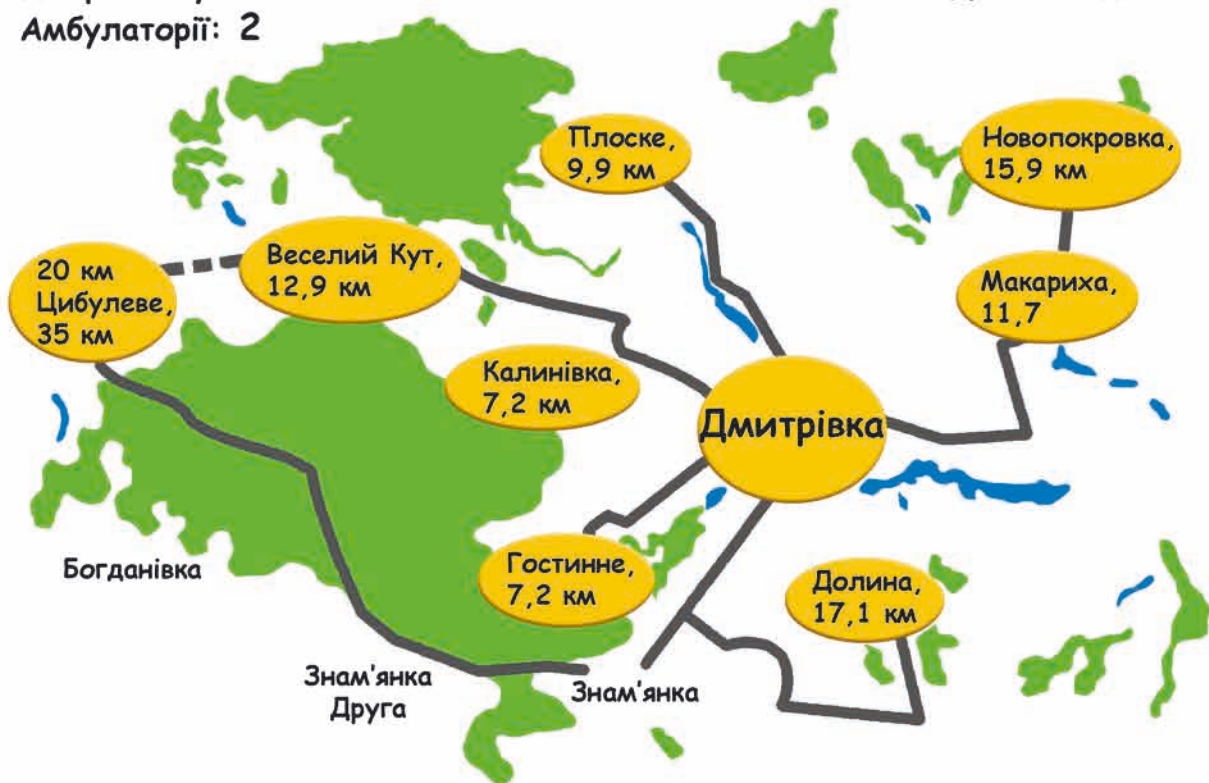 Амбулаторії: 2
Плоске,
9,9 км
Новопокровка,
15,9 км
Веселий Кут,
12,9 км
20 км
Цибулеве,
35 км
Макариха,
11,7
Калинівка,
7,2 км
Дмитрівка
Гостинне,
7,2 км
Долина,
17,1 км
Богданівка
Знам'янка
Друга
Знам'янка